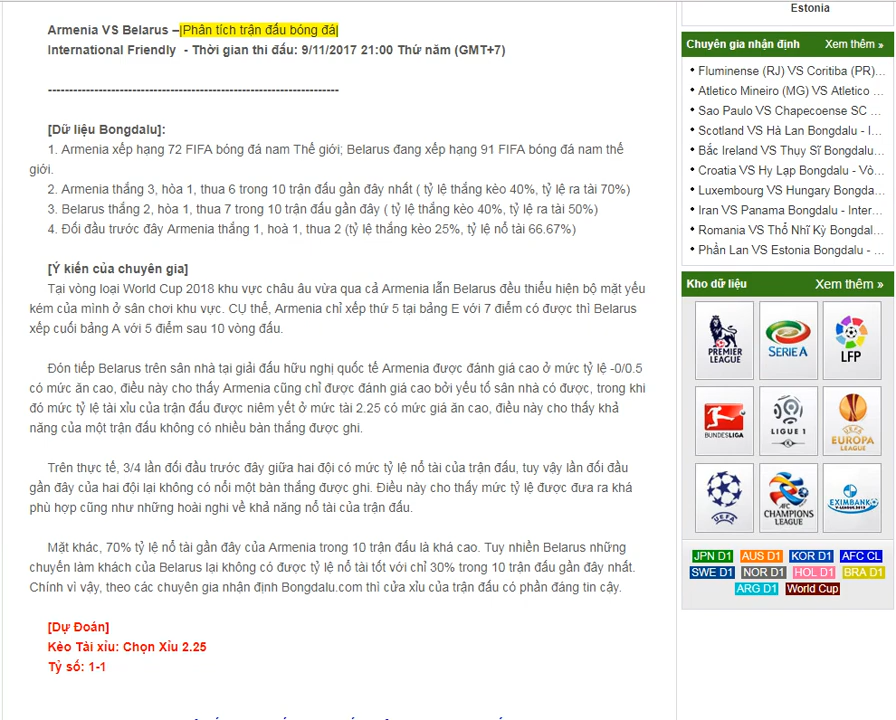 Armenia VS Belarus –|Phân tích trận đấu bóng đá|
International Friendly - Thời gian thi đấu: 9/11/2017 21:00 Thứ năm (GMT+7)
---------------------------------------------------------------------
[Dữ liệu Bongdalu]:
1. Armenia xếp hạng 72 FIFA bóng đá nam Thế giới; Belarus đang xếp hạng 91 FIFA bóng đá nam thế
giới.
2. Armenia thắng 3, hòa 1, thua 6 trong 10 trận đấu gần đây nhất ( tỷ lệ thắng kèo 40%, tỷ lệ ra tài 70%)
3. Belarus thắng 2, hòa 1, thua 7 trong 10 trận đấu gần đây ( tỷ lệ thắng kèo 40%, tỷ lệ ra tài 50%)
4. Đối đầu trước đây Armenia thắng 1, hoà 1, thua 2 (tỷ lệ thắng kèo 25%, tỷ lệ nổ tài 66.67%)
[Ý kiến của chuyên gia]
Tại vòng loại World Cup 2018 khu vực châu âu vừa qua cả Armenia lẫn Belarus đều thiểu hiện bộ mặt yếu
kém của mình ở sân chơi khu vực. CỤ thể, Armenia chỉ xếp thứ 5 tại bảng E với 7 điểm có được thì Belarus
xếp cuối bảng A với 5 điểm sau 10 vòng đấu.
Đón tiếp Belarus trên sân nhà tại giải đấu hữu nghị quốc tế Armenia được đánh giá cao ở mức tỷ lệ -0/0.5
có mức ăn cao, điều này cho thấy Armenia cũng chỉ được đánh giá cao bởi yếu tố sân nhà có được, trong khi
đó mức tỷ lệ tài xỉu của trận đấu được niêm yết ở mức tài 2.25 có mức giá ăn cao, điều này cho thấy khả
năng của một trận đấu không có nhiều bàn thắng được ghi.
Trên thực tế, 3/4 lần đối đầu trước đây giữa hai đội có mức tỷ lệ nổ tài của trận đấu, tuy vậy lần đối đầu
gần đây của hai đội lại không có nổi một bàn thắng được ghi. Điều này cho thấy mức tỷ lệ được đưa ra khá
phù hợp cũng như những hoài nghi về khả năng nổ tài của trận đấu.
Mặt khác, 70% tỷ lệ nổ tài gần đây của Armenia trong 10 trận đấu là khá cao. Tuy nhiên Belarus những
chuyến làm khách của Belarus lại không có được tỷ lệ nổ tài tốt với chỉ 30% trong 10 trận đấu gần đây nhất.
Chính vì vậy, theo các chuyên gia nhận định Bongdalu.com thì cửa xỉu của trận đấu có phần đáng tin cậy.
[Dự Đoán]
Kèo Tài xỉu: Chọn Xỉu 2.25
Tỷ số: 1-1
Estonia
Chuyên gia nhận định Xem thêm »
Fluminense (RJ) VS Coritiba (PR)...
Atletico Mineiro (MG) VS Atletico ...
Sao Paulo VS Chapecoense SC ...
Scotland VS Hà Lan Bongdalu - I...
Bắc Ireland VS Thụy Sĩ Bongdalu...
Croatia VS Hy Lạp Bongdalu - Vò...
Luxembourg VS Hungary Bongda...
Iran VS Panama Bongdalu - Inter...
Romania VS Thổ Nhĩ Kỳ Bongdal...
Phần Lan VS Estonia Bongdalu - ...
Kho dữ liệu Xem thêm »
PREMIER LEAGUE
SERIE A
LFP
BUNDESLIGA
LIGUE 1
UEFA EUROPA LEAGUE
UEFA
AFC CHAMPIONS LEAGUE
EXIMBANK
JPN D1 AUS D1 KOR D1 AFC CL
SWE D1 NOR D1 HOL D1 BRA D1
ARG D1 World Cup